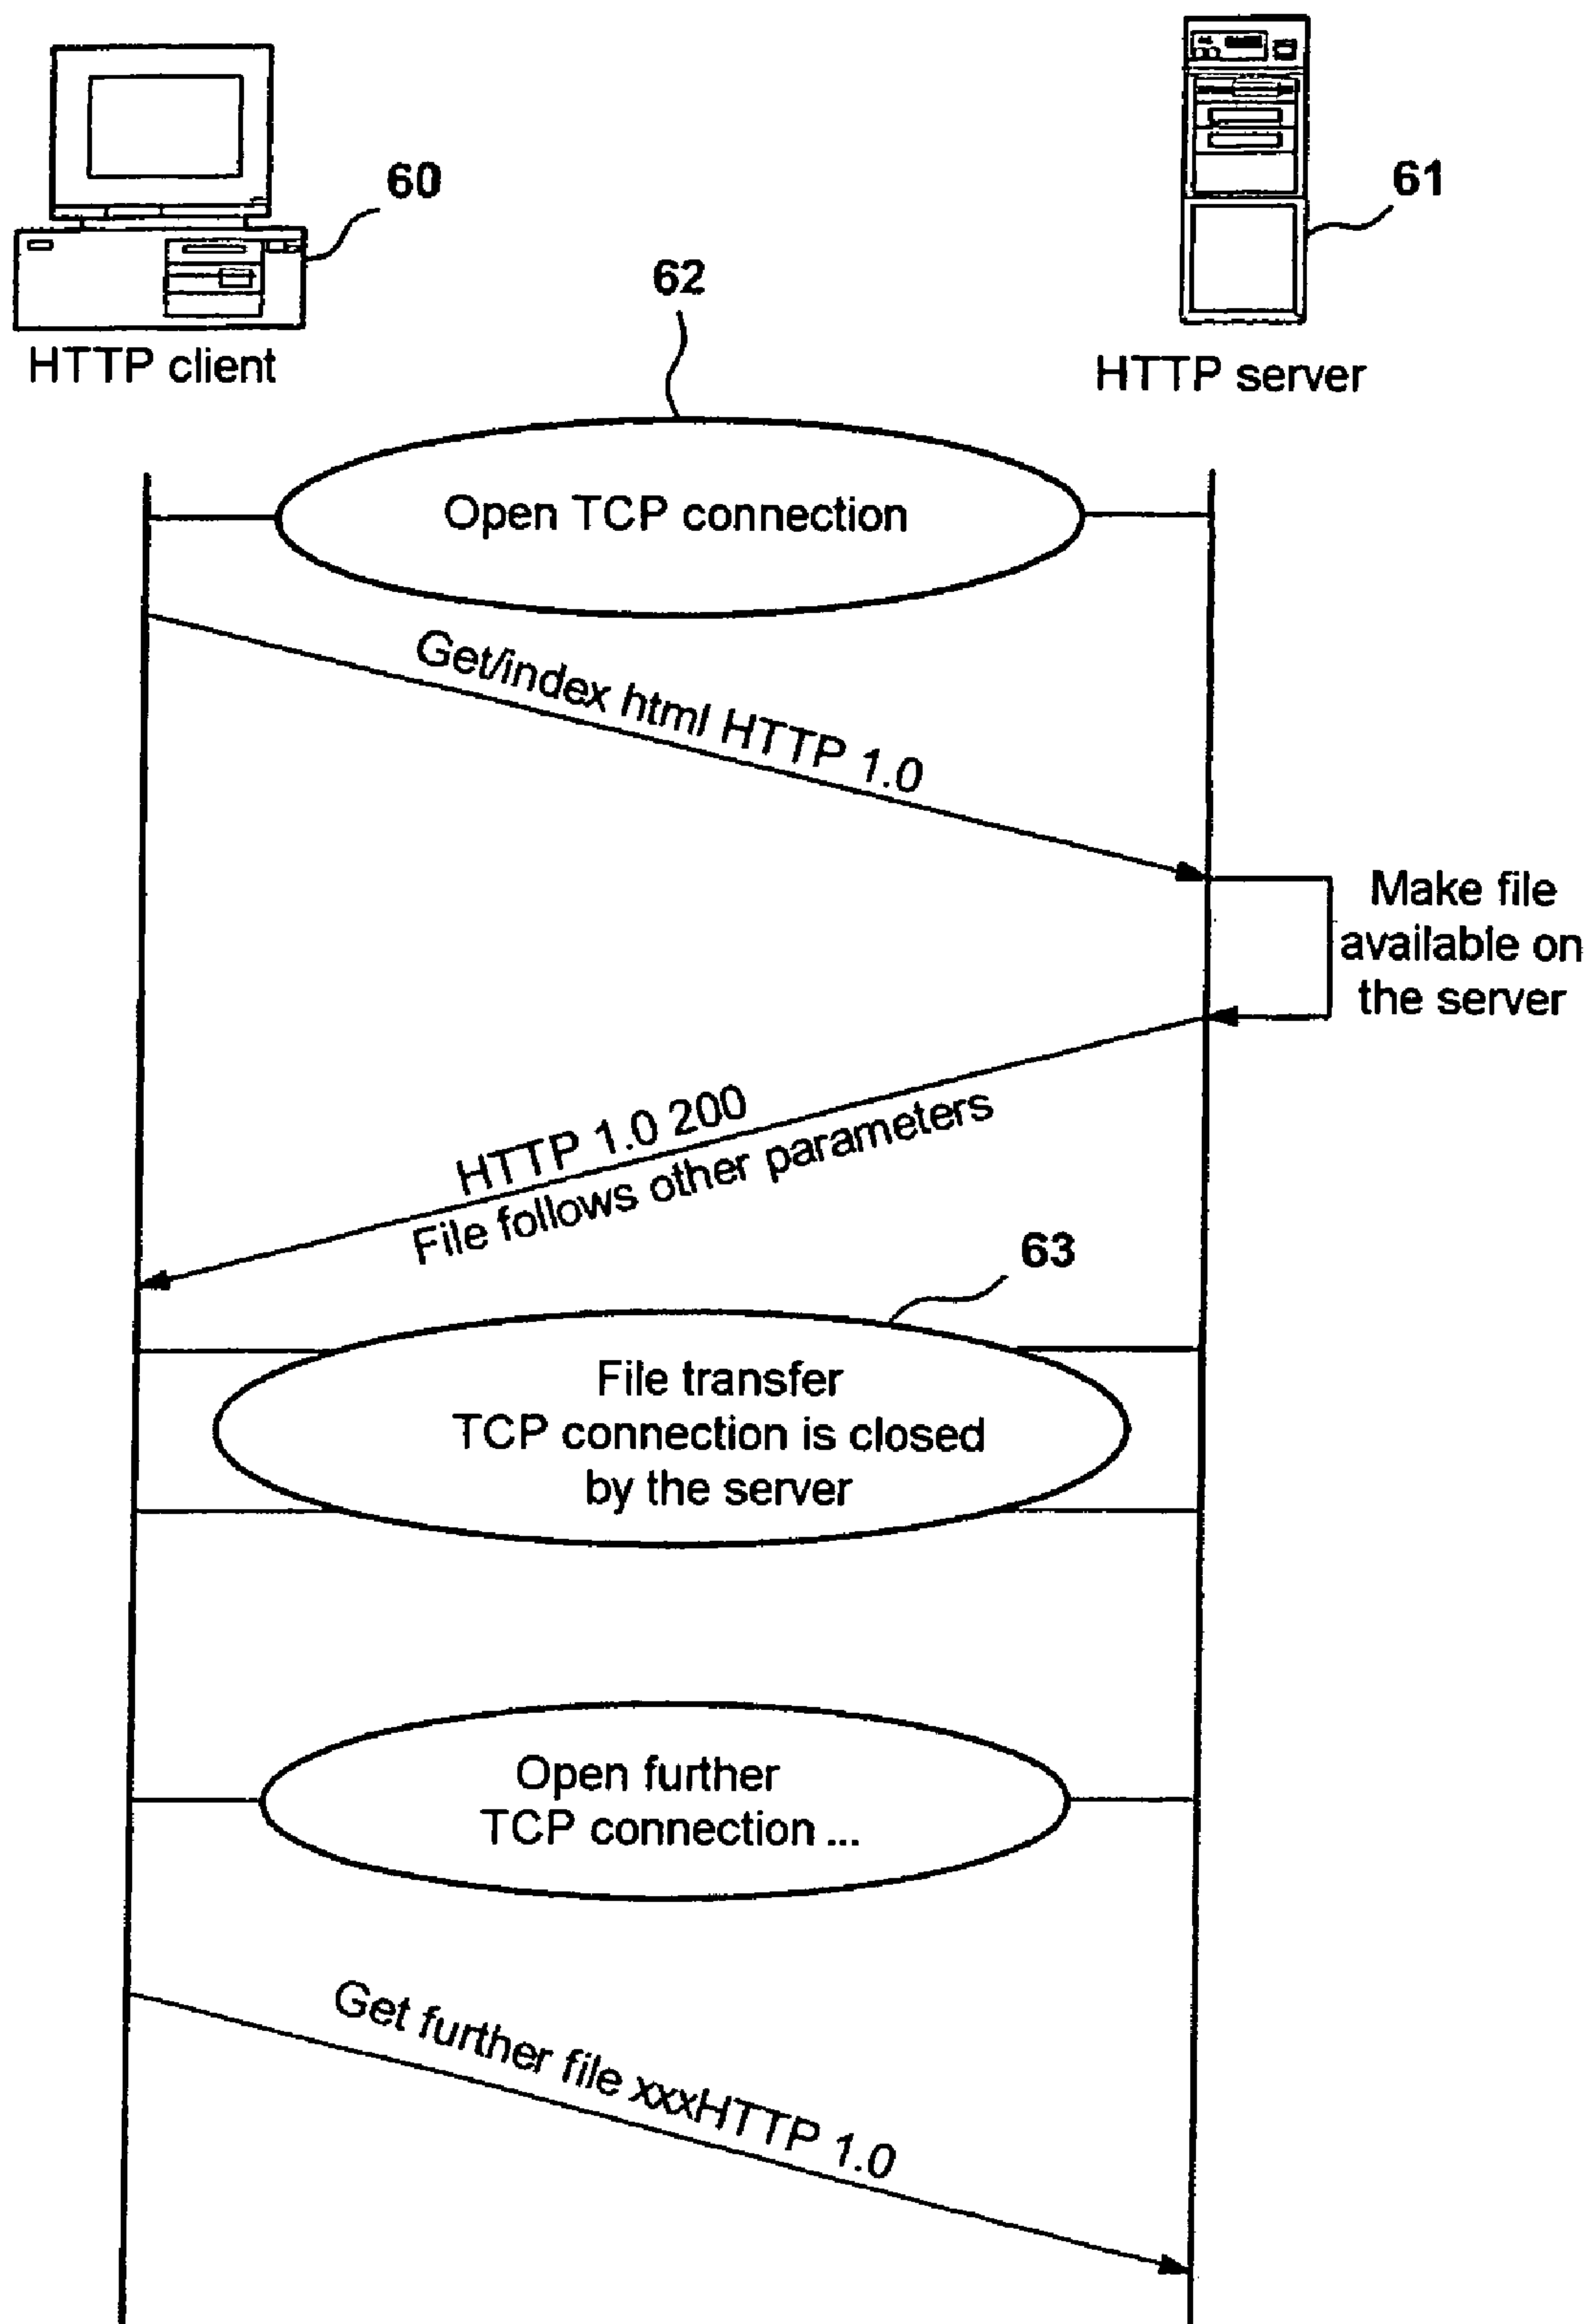 60
61
62
HTTP client
HTTP server
Open TCP connection
Get/index html HTTP 1.0
Make file
available on
the server
HTTP 1.0 200
File follows other parameters
63
File transfer
TCP connection is closed
by the server
Open further
TCP connection ...
Get further file xxxHTTP 1.0